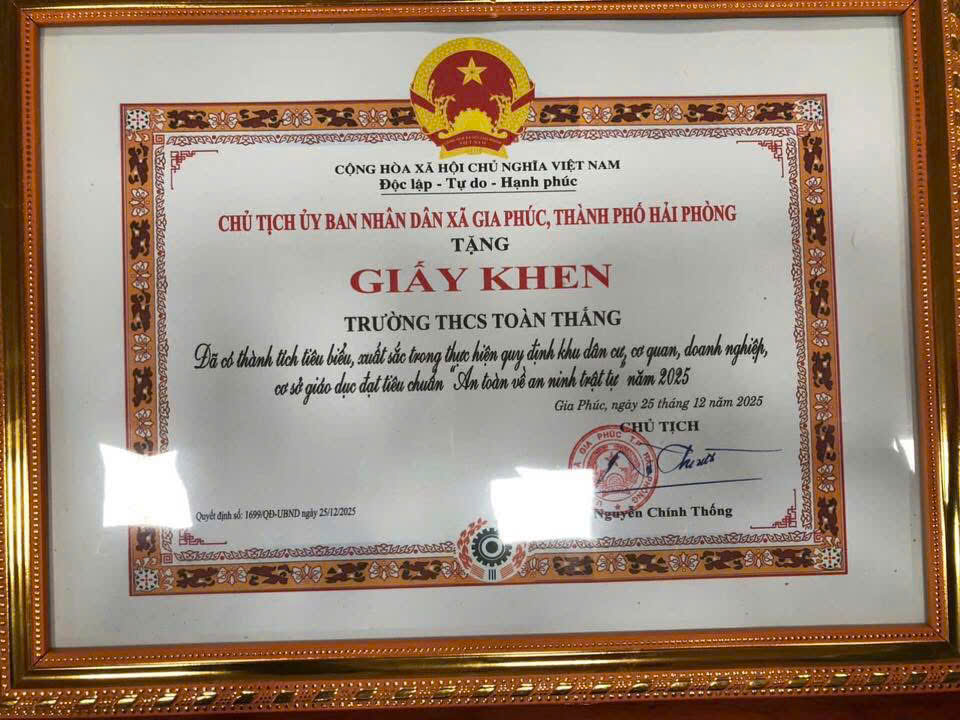 CỘNG HÒA XÃ HỘI CHỦ NGHĨA VIỆT NAM
Độc lập - Tự do - Hạnh phúc
CHỦ TỊCH ỦY BAN NHÂN DÂN XÃ GIA PHÚC, THÀNH PHỐ HẢI PHÒNG
TẶNG
GIẤY KHEN
TRƯỜNG THCS TOÀN THẮNG
Đã có thành tích tiêu biểu, xuất sắc trong thực hiện quy định khu dân cư, cơ quan, doanh nghiệp,
cơ sở giáo dục đạt tiêu chuẩn "An toàn về an ninh trật tự" năm 2025
Gia Phúc, ngày 25 tháng 12 năm 2025
CHỦ TỊCH
GIA PHÚC T.P
Nguyễn Chính Thống
Quyết định số: 1699/QĐ-UBND ngày 25/12/2025